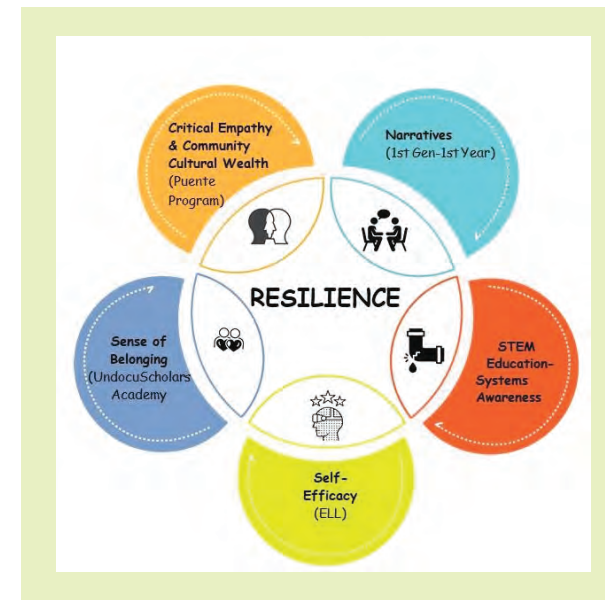 Critical Empathy
& Community
Cultural Wealth
(Puente
Program)
Narratives
(1st Gen-1st Year)
RESILIENCE
Sense of
Belonging
(UndocuScholars
Academy
STEM
Education-
Systems
Awareness
Self-
Efficacy
(ELL)